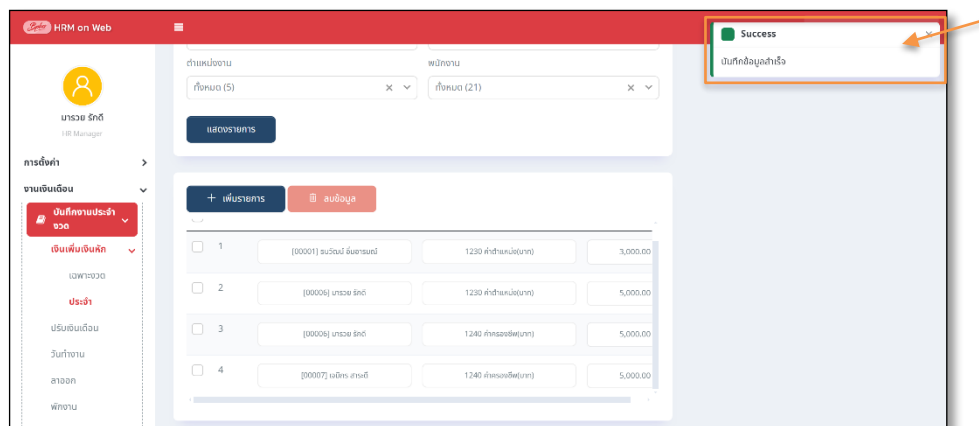 HRM on Web
Success
บันทึกข้อมูลสำเร็จ
มารวย รักดี
HR Manager
การตั้งค่า
งานเงินเดือน
บันทึกงานประจำ
งวด
เงินเพิ่มเงินหัก
เฉพาะงวด
ประจำ
ปรับเงินเดือน
วันทำงาน
ลาออก
พักงาน
ตำแหน่งงาน
พนักงาน
ทั้งหมด (5)
ทั้งหมด (21)
แสดงรายการ
+ เพิ่มรายการ
ลบข้อมูล
1 [00001] ธนวัฒน์ อิ่มอารมณ์ 1230 ค่าตำแหน่ง(บาท) 3,000.00
2 [00006] มารวย รักดี 1230 ค่าตำแหน่ง(บาท) 5,000.00
3 [00006] มารวย รักดี 1240 ค่าครองชีพ(บาท) 5,000.00
4 [00007] 1240 ค่าครองชีพ(บาท) 5,000.00